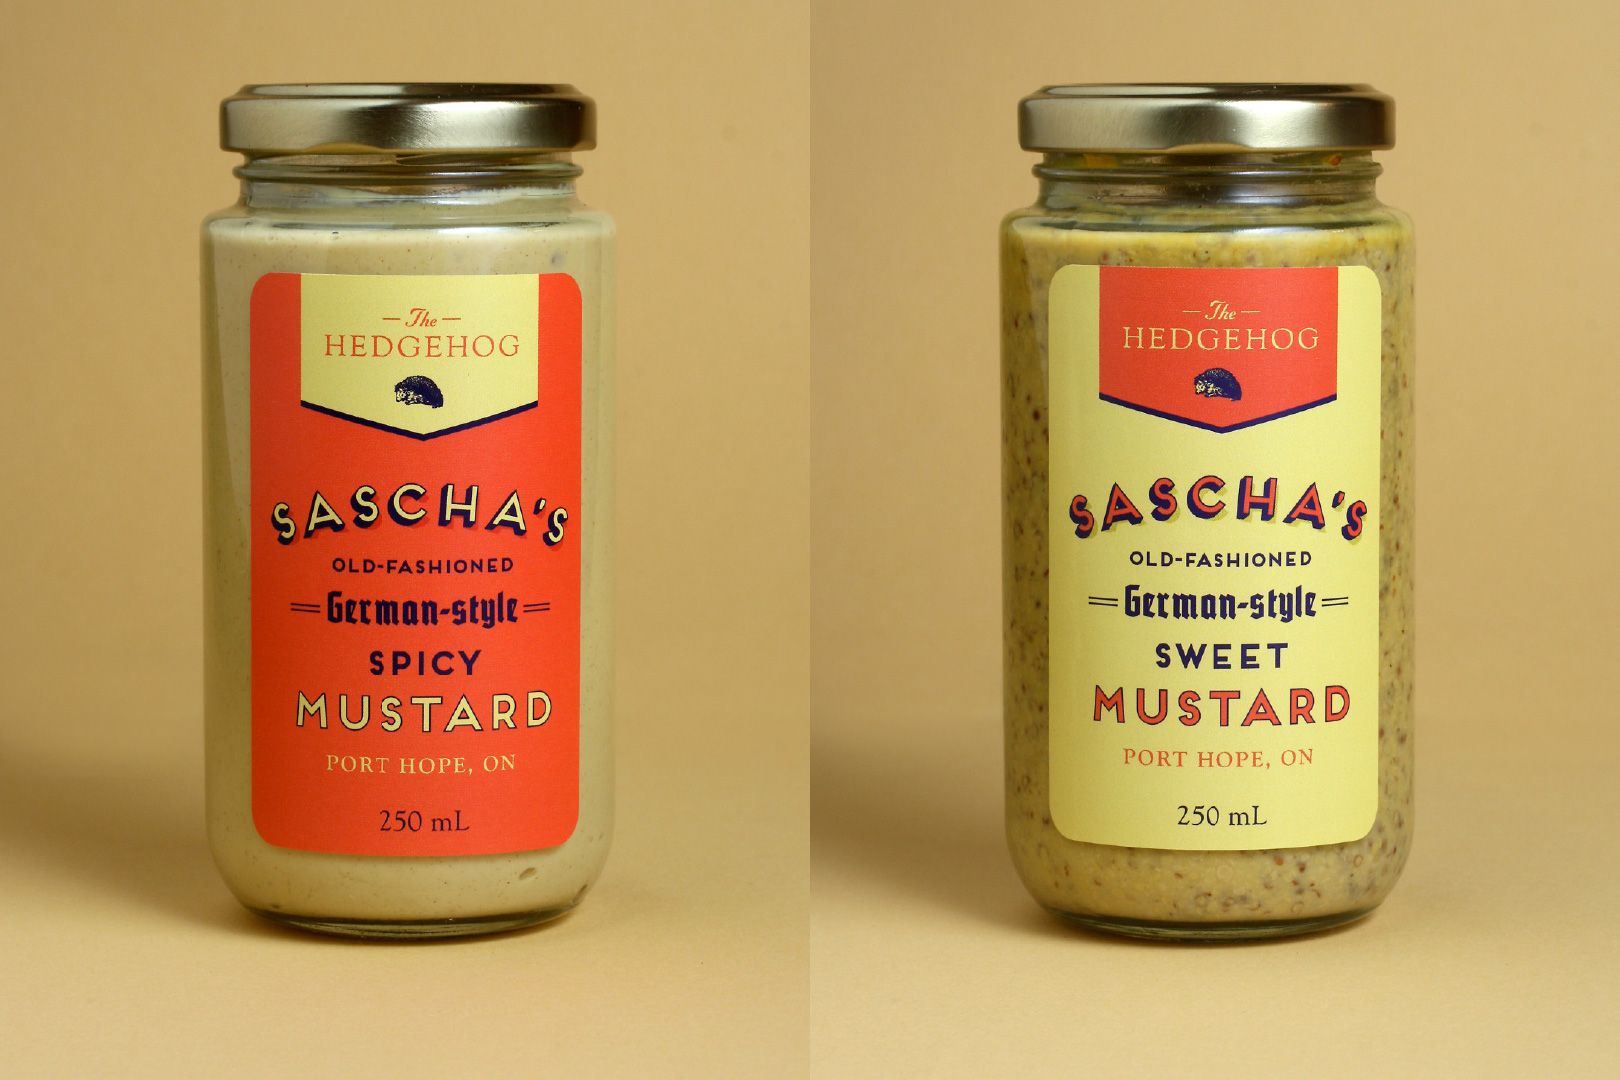 The
HEDGEHOG
SASCHA'S
OLD-FASHIONED
German-style
SPICY
MUSTARD
PORT HOPE, ON
250 mL
The
HEDGEHOG
SASCHA'S
OLD-FASHIONED
German-style
SWEET
MUSTARD
PORT HOPE, ON
250 mL